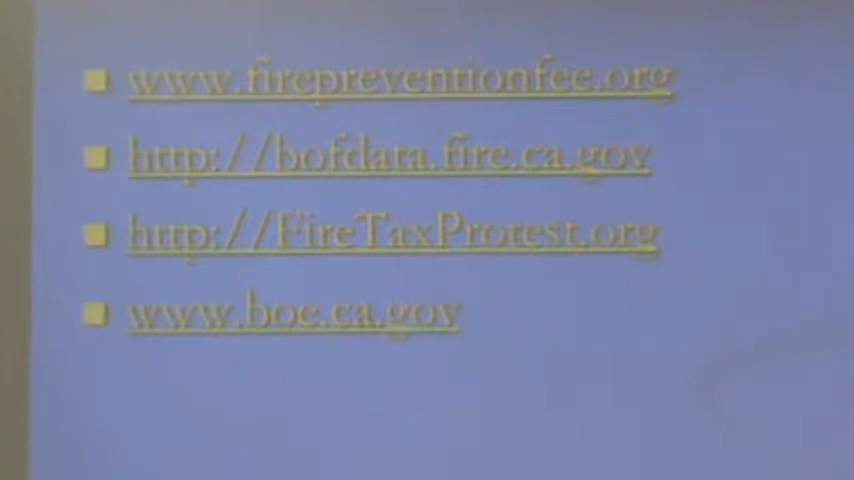 www.firepreventionfee.org
http://bofdata.fire.ca.gov
http://FireTaxProtest.org
www.boe.ca.gov